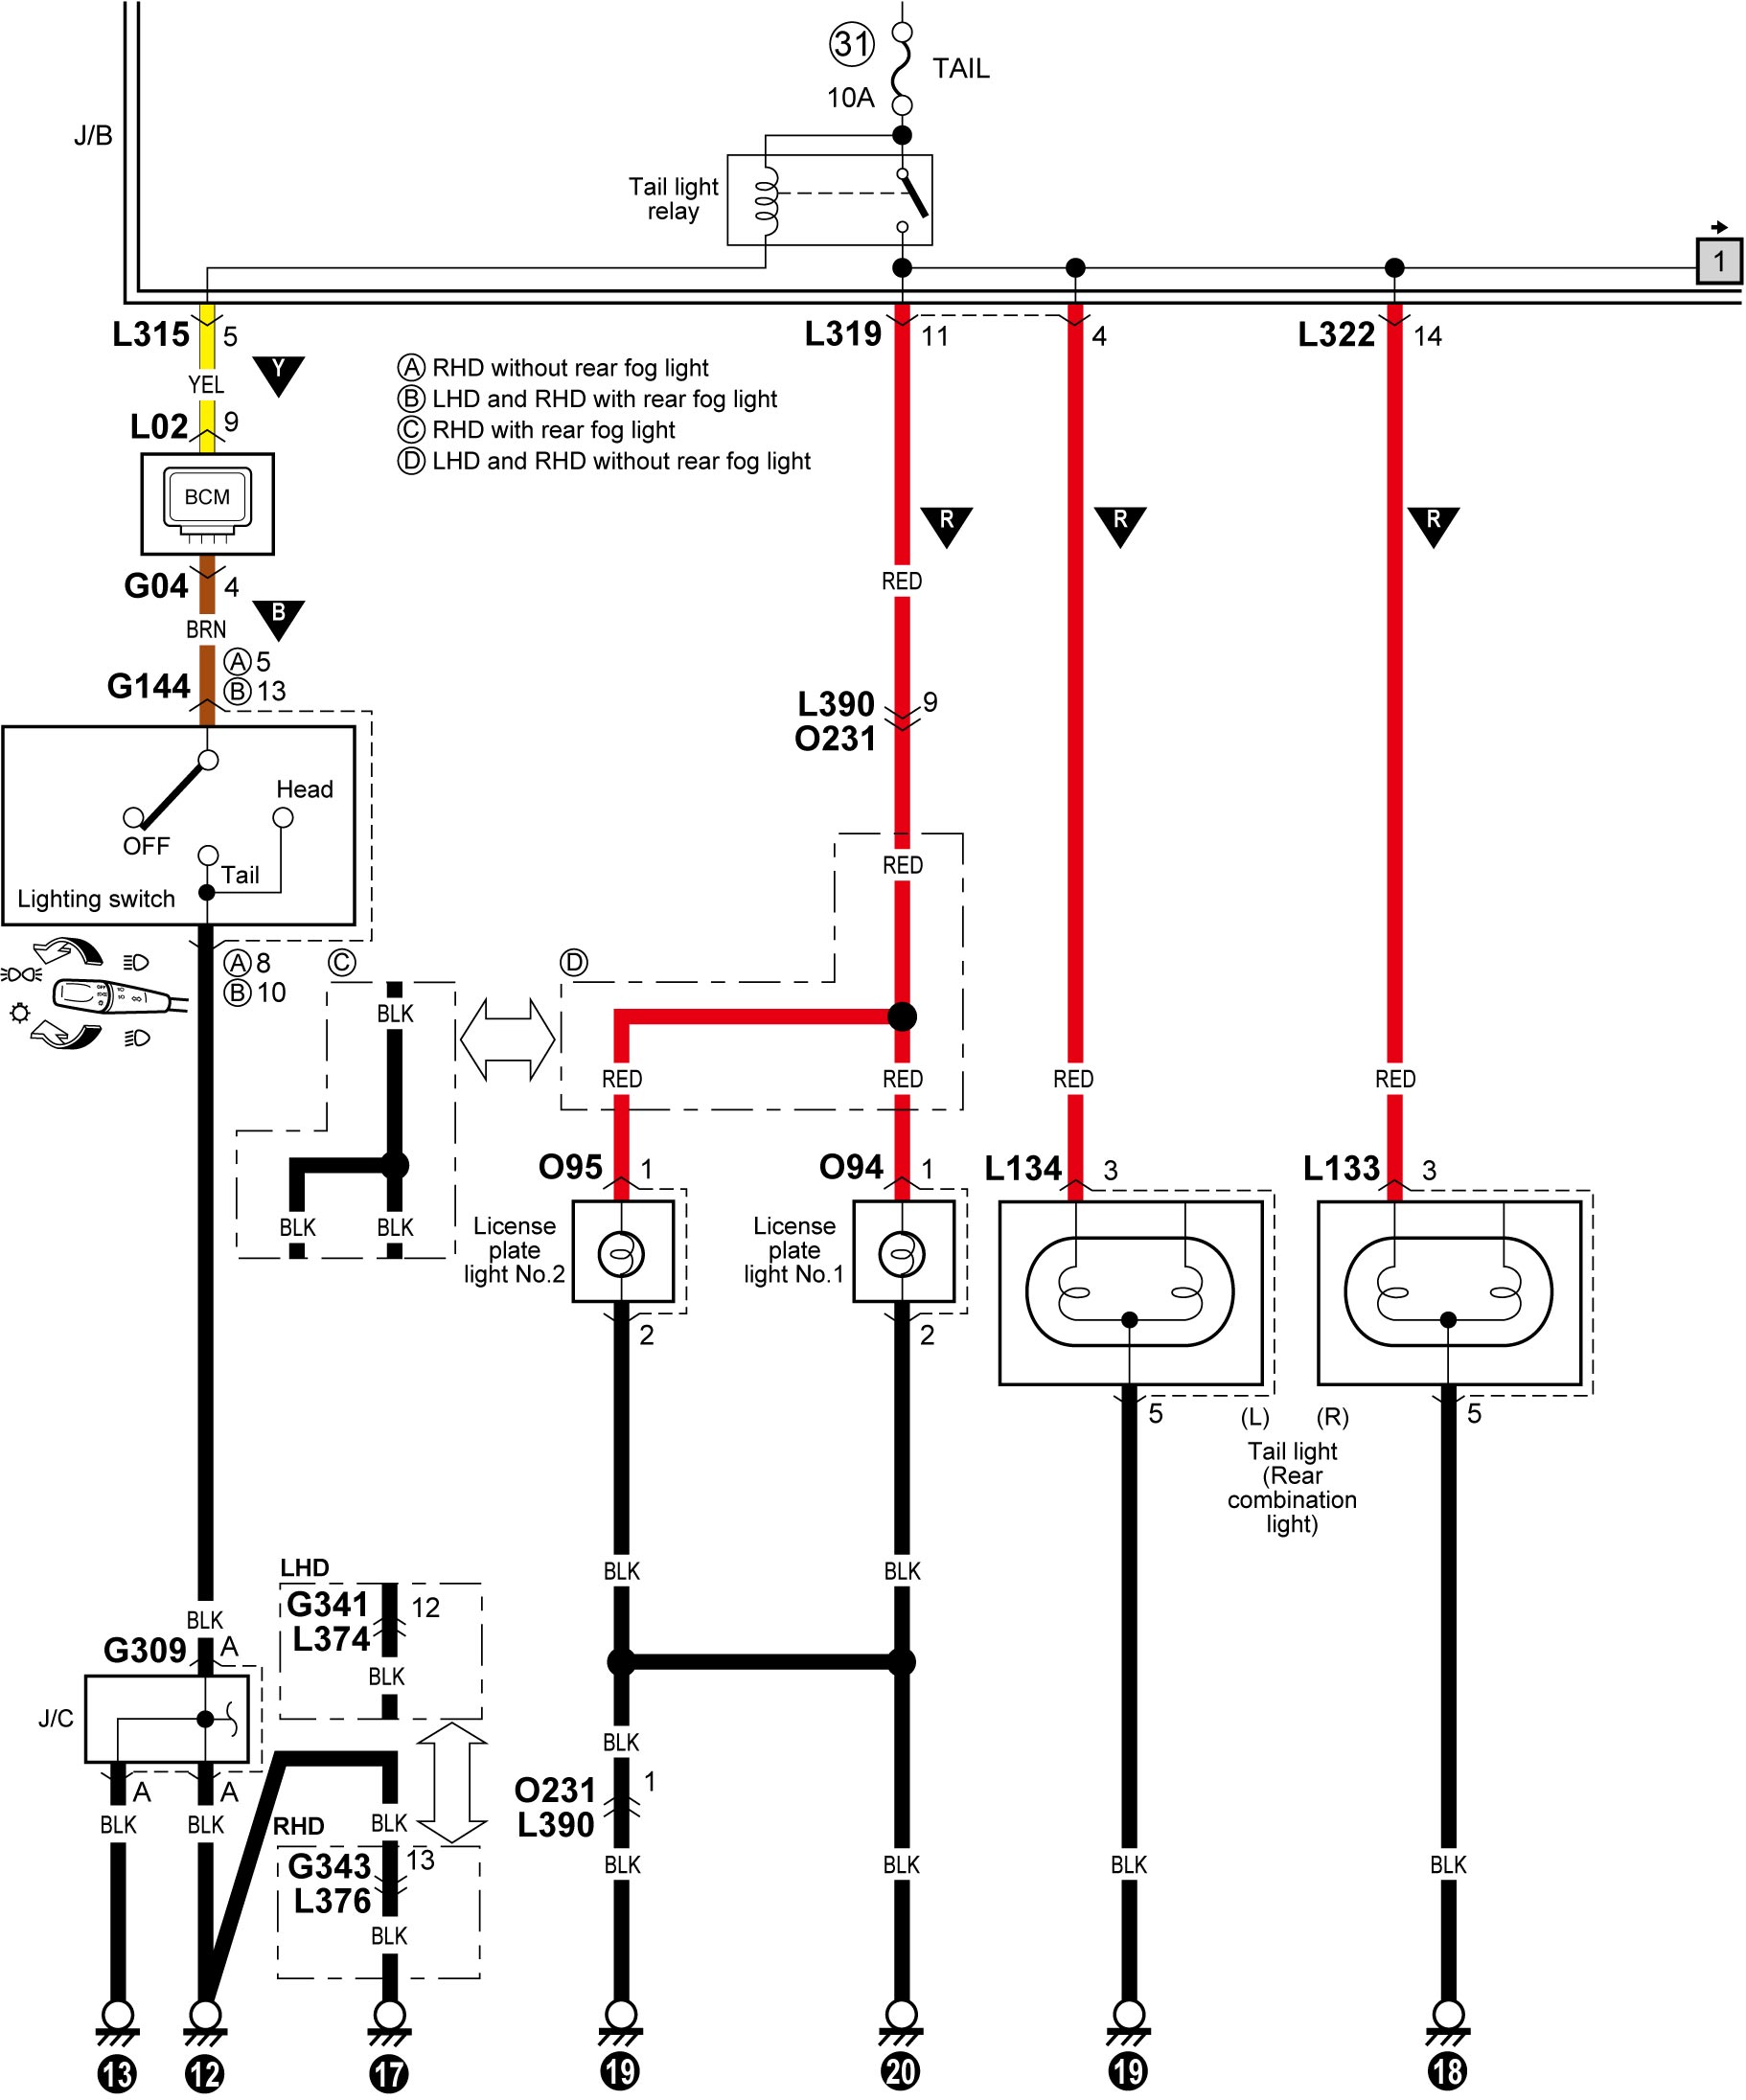 31
TAIL
10A
J/B
Tail light
relay
1
L315
5
L319
11
4
L322
14
Y
YEL
A RHD without rear fog light
B LHD and RHD with rear fog light
C RHD with rear fog light
D LHD and RHD without rear fog light
L02
9
BCM
R
R
R
G04
4
RED
B
BRN
A 5
B 13
G144
L390
9
O231
Head
OFF
Tail
Lighting switch
RED
A 8
B 10
C
D
BLK
RED
RED
RED
RED
O95
1
O94
1
L134
3
L133
3
BLK
BLK
License
plate
light No.2
License
plate
light No.1
2
2
5
(L)
(R)
5
Tail light
(Rear
combination
light)
LHD
BLK
BLK
G341
12
L374
BLK
G309
A
BLK
J/C
BLK
A
A
O231
1
L390
BLK
BLK
RHD
BLK
13
G343
L376
BLK
BLK
BLK
BLK
BLK
13
12
17
19
20
19
18